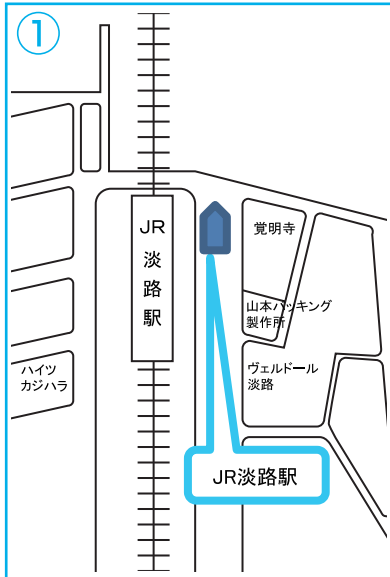 ①
JR
淡
路
駅
覚明寺
山本パッキング
製作所
ハイツ
カジハラ
ヴェルドール
淡路
JR淡路駅